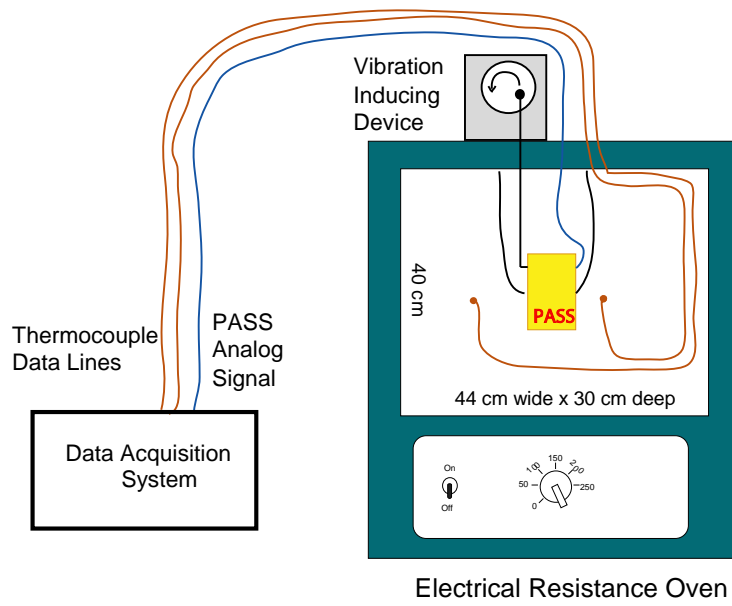 Vibration
Inducing
Device
40 cm
PASS
Thermocouple
Data Lines
PASS
Analog
Signal
44 cm wide x 30 cm deep
Data Acquisition
System
On
Off
0
50
100
150
200
250
Electrical Resistance Oven